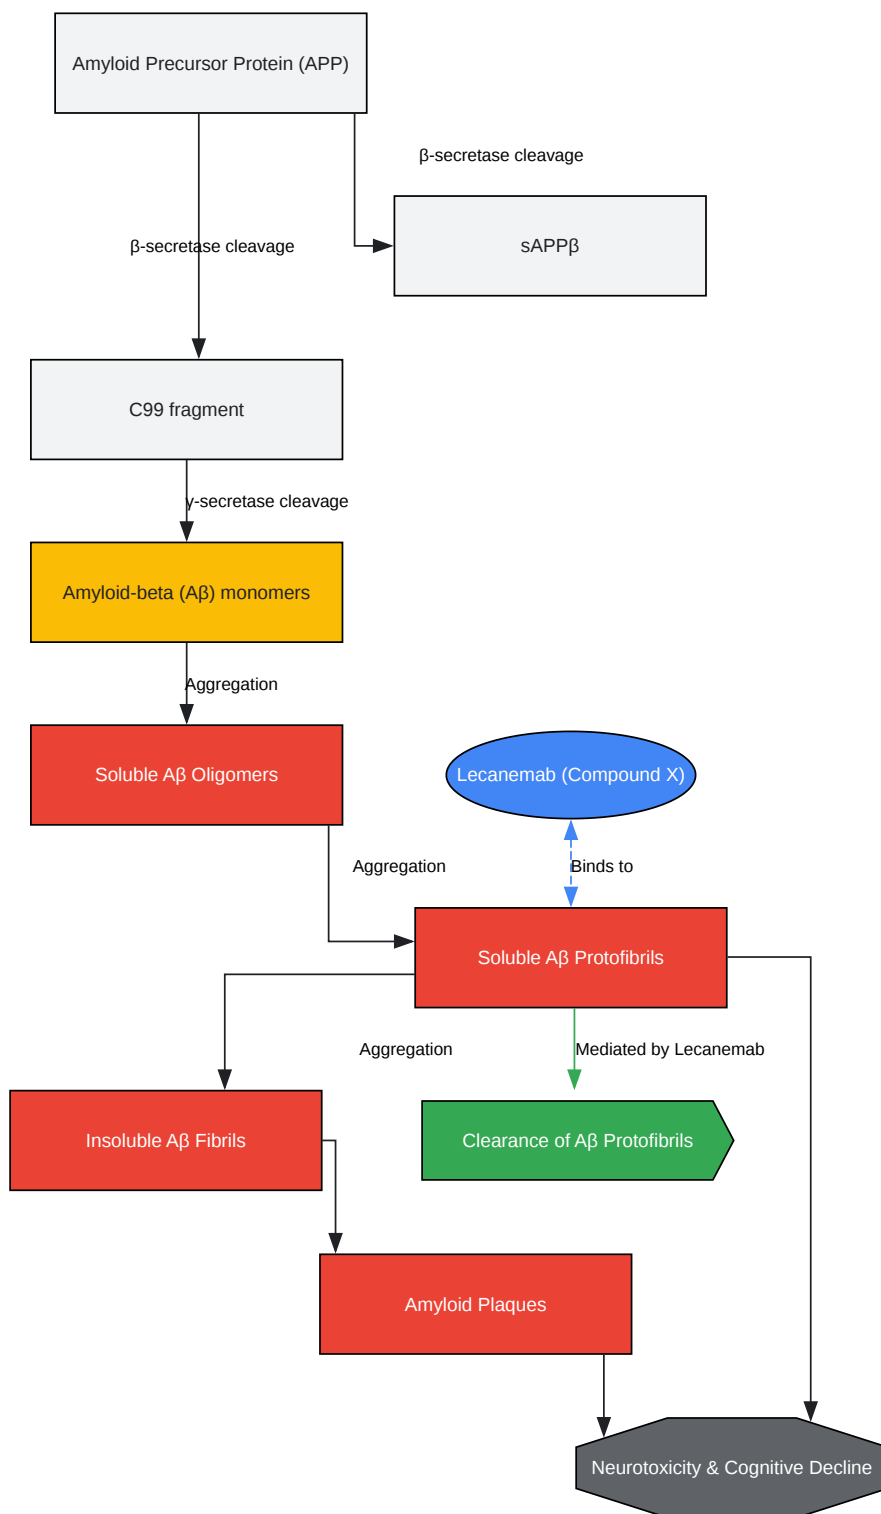 Amyloid Precursor Protein (APP)
β-secretase cleavage
β-secretase cleavage
sAPPβ
C99 fragment
γ-secretase cleavage
Amyloid-beta (Aβ) monomers
Aggregation
Soluble Aβ Oligomers
Lecanemab (Compound X)
Aggregation
Binds to
Soluble Aβ Protofibrils
Aggregation
Mediated by Lecanemab
Insoluble Aβ Fibrils
Clearance of Aβ Protofibrils
Amyloid Plaques
Neurotoxicity & Cognitive Decline